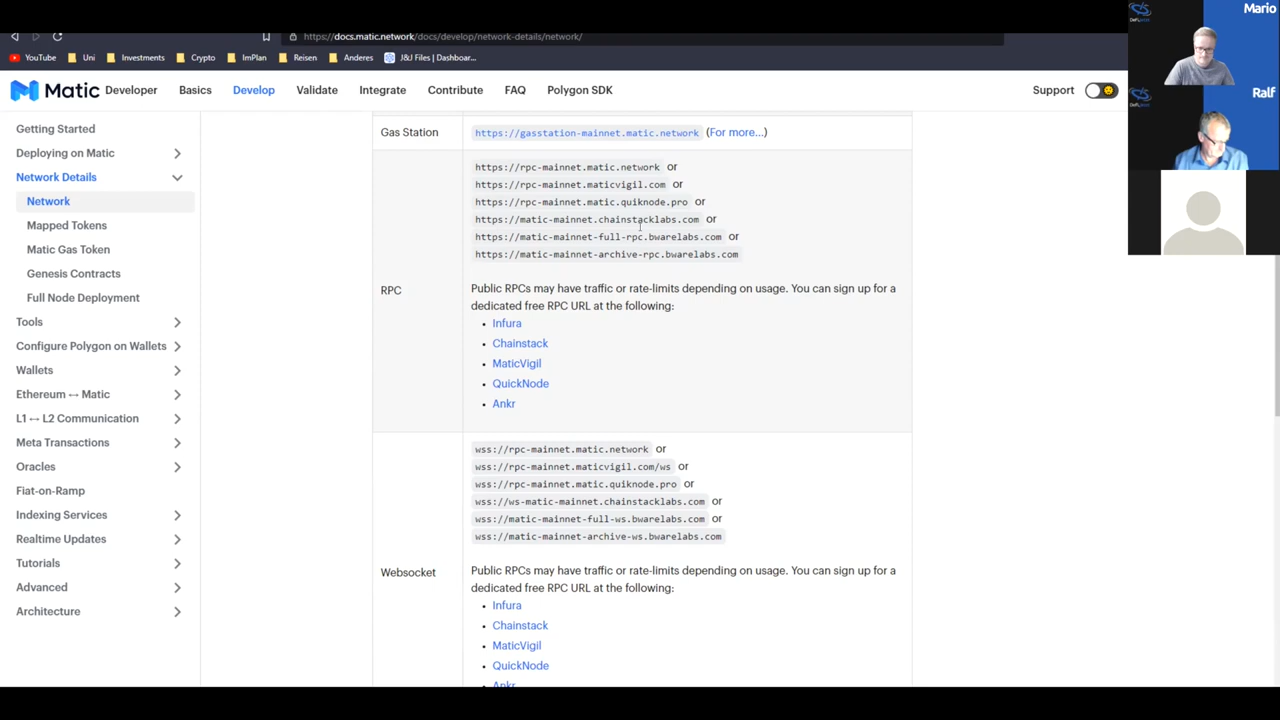 https://docs.matic.network/docs/develop/network-details/network/
YouTube Uni Investments Crypto ImPlan Reisen Anderes J&J Files | Dashboar...
Matic Developer Basics Develop Validate Integrate Contribute FAQ Polygon SDK Support
Getting Started
Deploying on Matic
Network Details
Network
Mapped Tokens
Matic Gas Token
Genesis Contracts
Full Node Deployment
Tools
Configure Polygon on Wallets
Wallets
Ethereum ↔ Matic
L1 ↔ L2 Communication
Meta Transactions
Oracles
Fiat-on-Ramp
Indexing Services
Realtime Updates
Tutorials
Advanced
Architecture
Gas Station
https://gasstation-mainnet.matic.network (For more...)
RPC
https://rpc-mainnet.matic.network or
https://rpc-mainnet.maticvigil.com or
https://rpc-mainnet.matic.quiknode.pro or
https://matic-mainnet.chainstacklabs.com or
https://matic-mainnet-full-rpc.bwarelabs.com or
https://matic-mainnet-archive-rpc.bwarelabs.com
Public RPCs may have traffic or rate-limits depending on usage. You can sign up for a
dedicated free RPC URL at the following:
Infura
Chainstack
MaticVigil
QuickNode
Ankr
Websocket
wss://rpc-mainnet.matic.network or
wss://rpc-mainnet.maticvigil.com/ws or
wss://rpc-mainnet.matic.quiknode.pro or
wss://ws-matic-mainnet.chainstacklabs.com or
wss://matic-mainnet-full-ws.bwarelabs.com or
wss://matic-mainnet-archive-ws.bwarelabs.com
Public RPCs may have traffic or rate-limits depending on usage. You can sign up for a
dedicated free RPC URL at the following:
Infura
Chainstack
MaticVigil
QuickNode
Ankr
Mario
Ralf